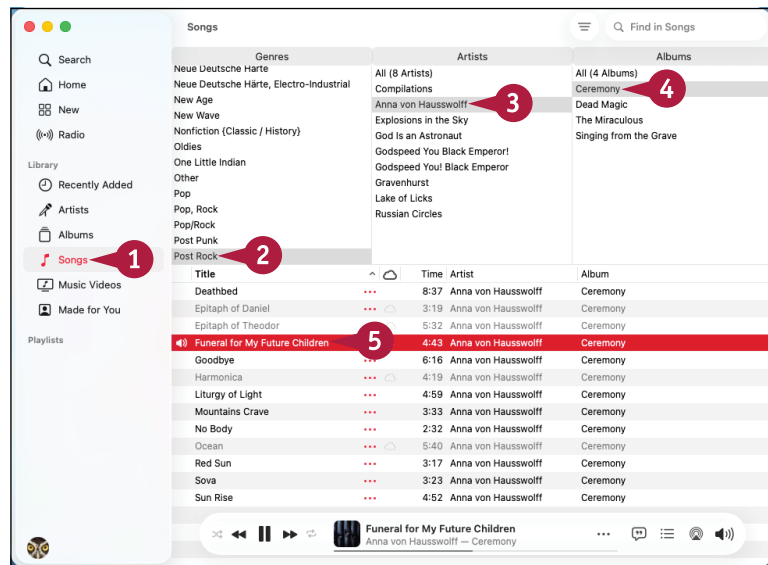 Songs
Find in Songs
Search
Home
New
Radio
Library
Recently Added
Artists
Albums
Songs
Music Videos
Made for You
Playlists
1
Genres
Neue Deutsche Härte
Neue Deutsche Härte, Electro-Industrial
New Age
New Wave
Nonfiction {Classic / History}
Oldies
One Little Indian
Other
Pop
Pop, Rock
Pop/Rock
Post Punk
Post Rock
2
Artists
All (8 Artists)
Compilations
Anna von Hausswolff
Explosions in the Sky
God Is an Astronaut
Godspeed You Black Emperor!
Godspeed You! Black Emperor
Gravenhurst
Lake of Licks
Russian Circles
3
Albums
All (4 Albums)
Ceremony
Dead Magic
The Miraculous
Singing from the Grave
4
Title Time Artist Album
Deathbed ••• 8:37 Anna von Hausswolff Ceremony
Epitaph of Daniel ••• 3:19 Anna von Hausswolff Ceremony
Epitaph of Theodor 5:32 Anna von Hausswolff Ceremony
Funeral for My Future Children 5 4:43 Anna von Hausswolff Ceremony
Goodbye ••• 6:16 Anna von Hausswolff Ceremony
Harmonica ••• 4:19 Anna von Hausswolff Ceremony
Liturgy of Light ••• 4:59 Anna von Hausswolff Ceremony
Mountains Crave ••• 3:33 Anna von Hausswolff Ceremony
No Body ••• 2:32 Anna von Hausswolff Ceremony
Ocean ••• 5:40 Anna von Hausswolff Ceremony
Red Sun ••• 3:17 Anna von Hausswolff Ceremony
Sova ••• 3:23 Anna von Hausswolff Ceremony
Sun Rise ••• 4:52 Anna von Hausswolff Ceremony
Funeral for My Future Children
Anna von Hausswolff — Ceremony